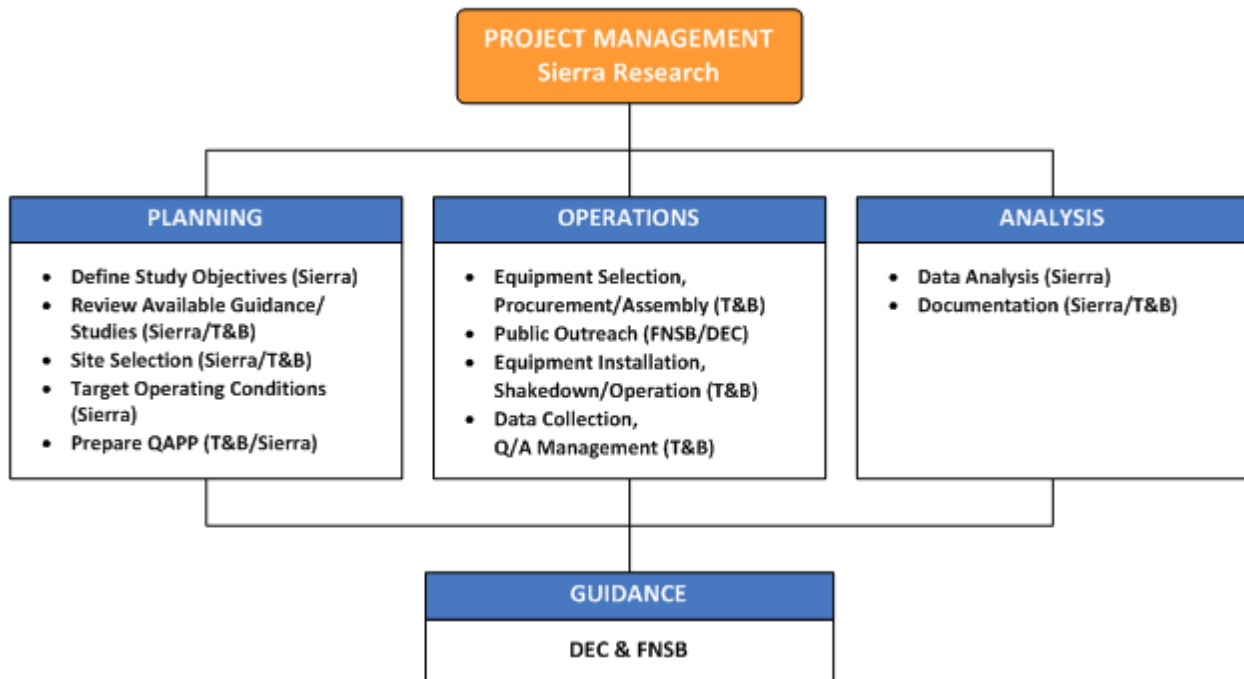 PROJECT MANAGEMENT
Sierra Research
PLANNING
• Define Study Objectives (Sierra)
• Review Available Guidance/
Studies (Sierra/T&B)
• Site Selection (Sierra/T&B)
• Target Operating Conditions
(Sierra)
• Prepare QAPP (T&B/Sierra)
OPERATIONS
• Equipment Selection,
Procurement/Assembly (T&B)
• Public Outreach (FNSB/DEC)
• Equipment Installation,
Shakedown/Operation (T&B)
• Data Collection,
Q/A Management (T&B)
ANALYSIS
• Data Analysis (Sierra)
• Documentation (Sierra/T&B)
GUIDANCE
DEC & FNSB